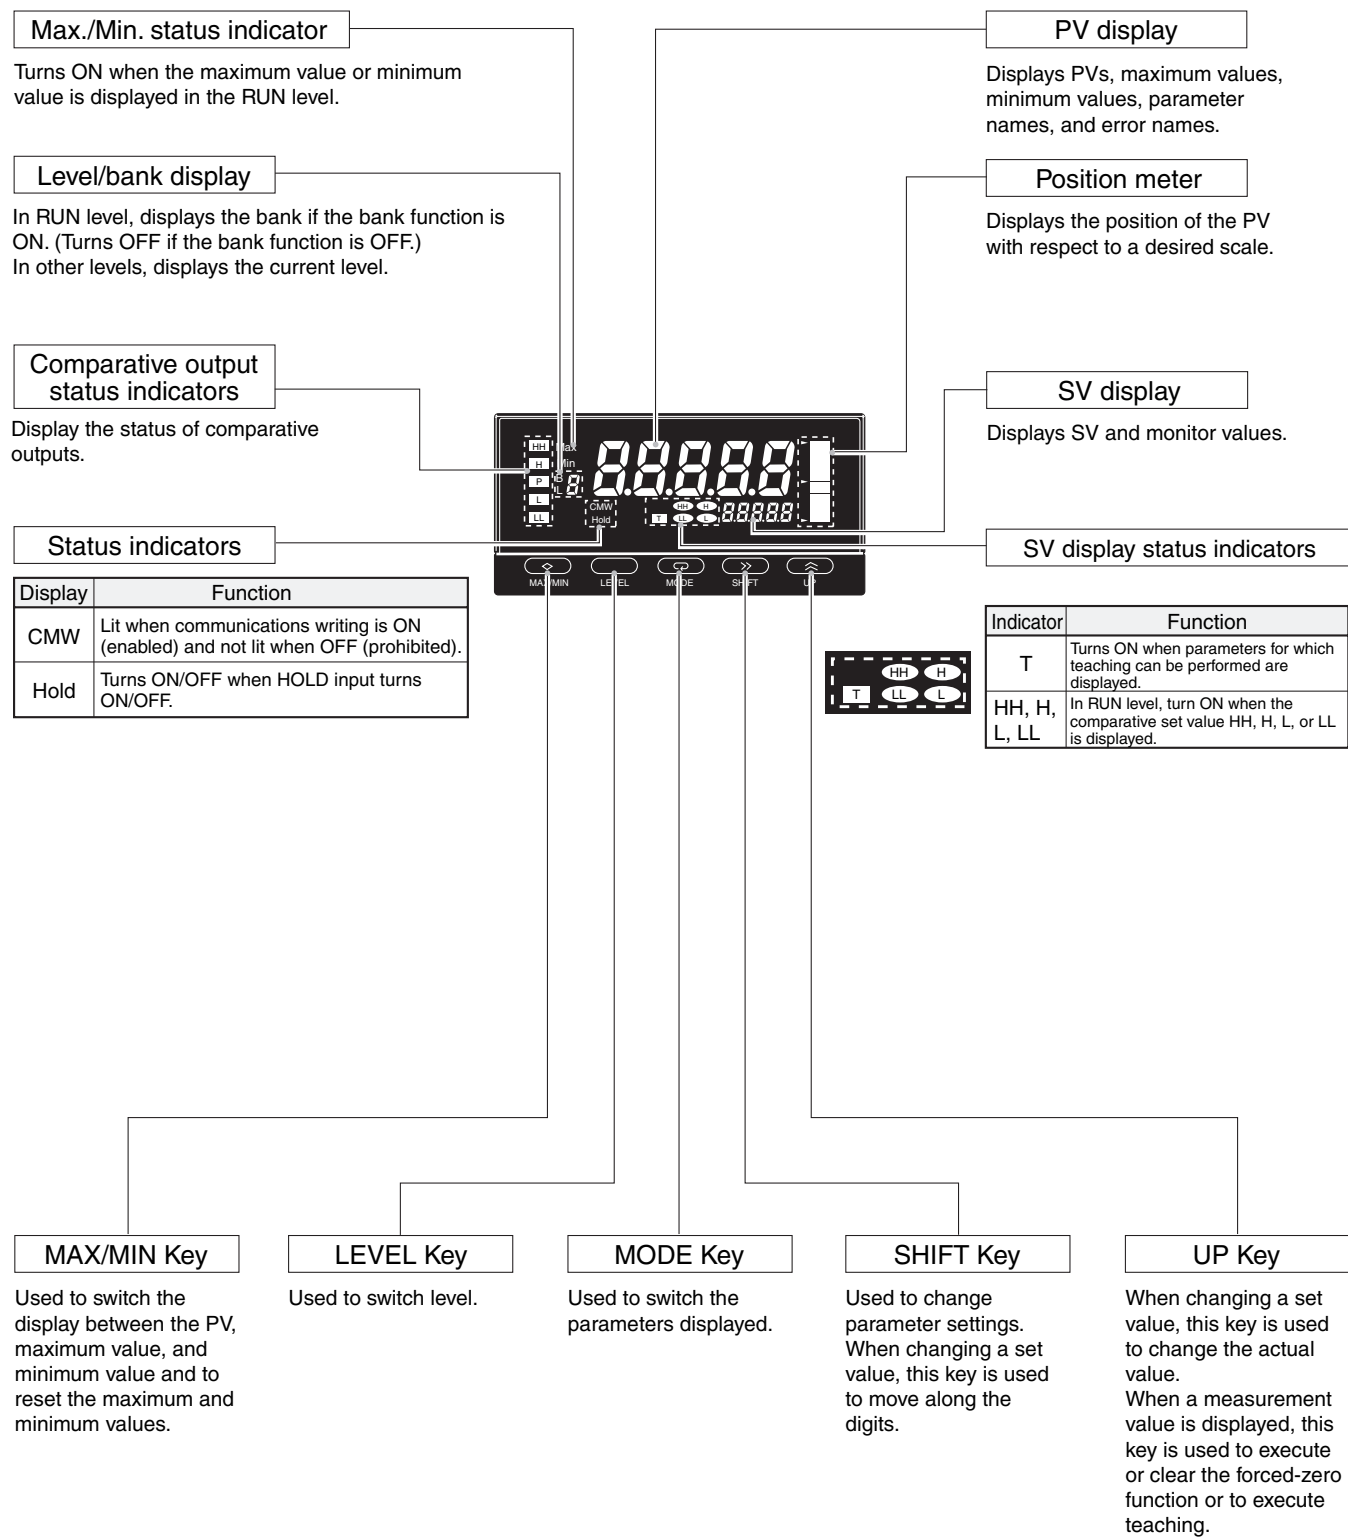 Max./Min. status indicator
Turns ON when the maximum value or minimum
value is displayed in the RUN level.
Level/bank display
In RUN level, displays the bank if the bank function is
ON. (Turns OFF if the bank function is OFF.)
In other levels, displays the current level.
Comparative output
status indicators
Display the status of comparative
outputs.
Status indicators
Display Function
CMW Lit when communications writing is ON
(enabled) and not lit when OFF (prohibited).
Hold Turns ON/OFF when HOLD input turns
ON/OFF.
PV display
Displays PVs, maximum values,
minimum values, parameter
names, and error names.
Position meter
Displays the position of the PV
with respect to a desired scale.
SV display
Displays SV and monitor values.
SV display status indicators
Indicator Function
T Turns ON when parameters for which
teaching can be performed are
displayed.
HH, H,
L, LL
In RUN level, turn ON when the
comparative set value HH, H, L, or LL
is displayed.
HH Max
H Min
P B
L L 8
LL
8.8.8.8.8
CMW
Hold
HH H
T LL L
88888
MAX/MIN LEVEL MODE SHIFT UP
HH H
T LL L
MAX/MIN Key
Used to switch the
display between the PV,
maximum value, and
minimum value and to
reset the maximum and
minimum values.
LEVEL Key
Used to switch level.
MODE Key
Used to switch the
parameters displayed.
SHIFT Key
Used to change
parameter settings.
When changing a set
value, this key is used
to move along the
digits.
UP Key
When changing a set
value, this key is used
to change the actual
value.
When a measurement
value is displayed, this
key is used to execute
or clear the forced-zero
function or to execute
teaching.